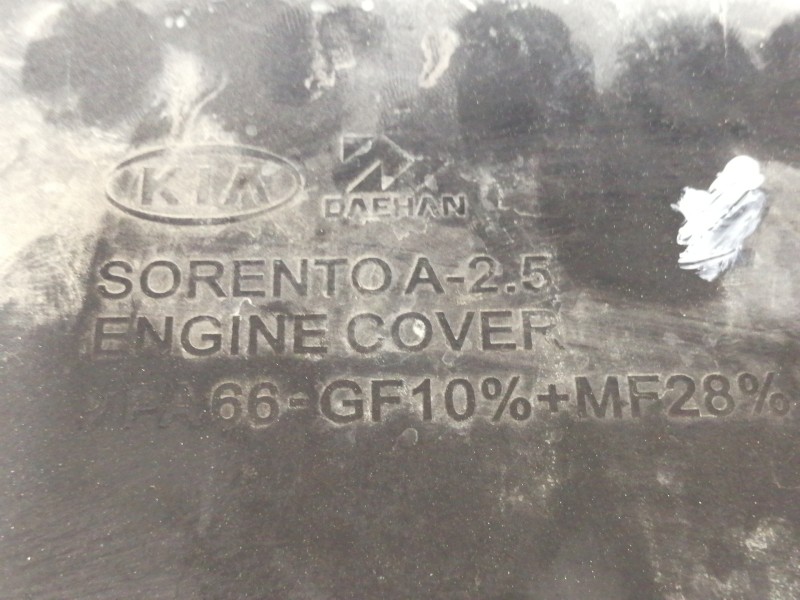 KIA
DAEHAN
SORENTO A-2.5
ENGINE COVER
66-GF10%+MF28%